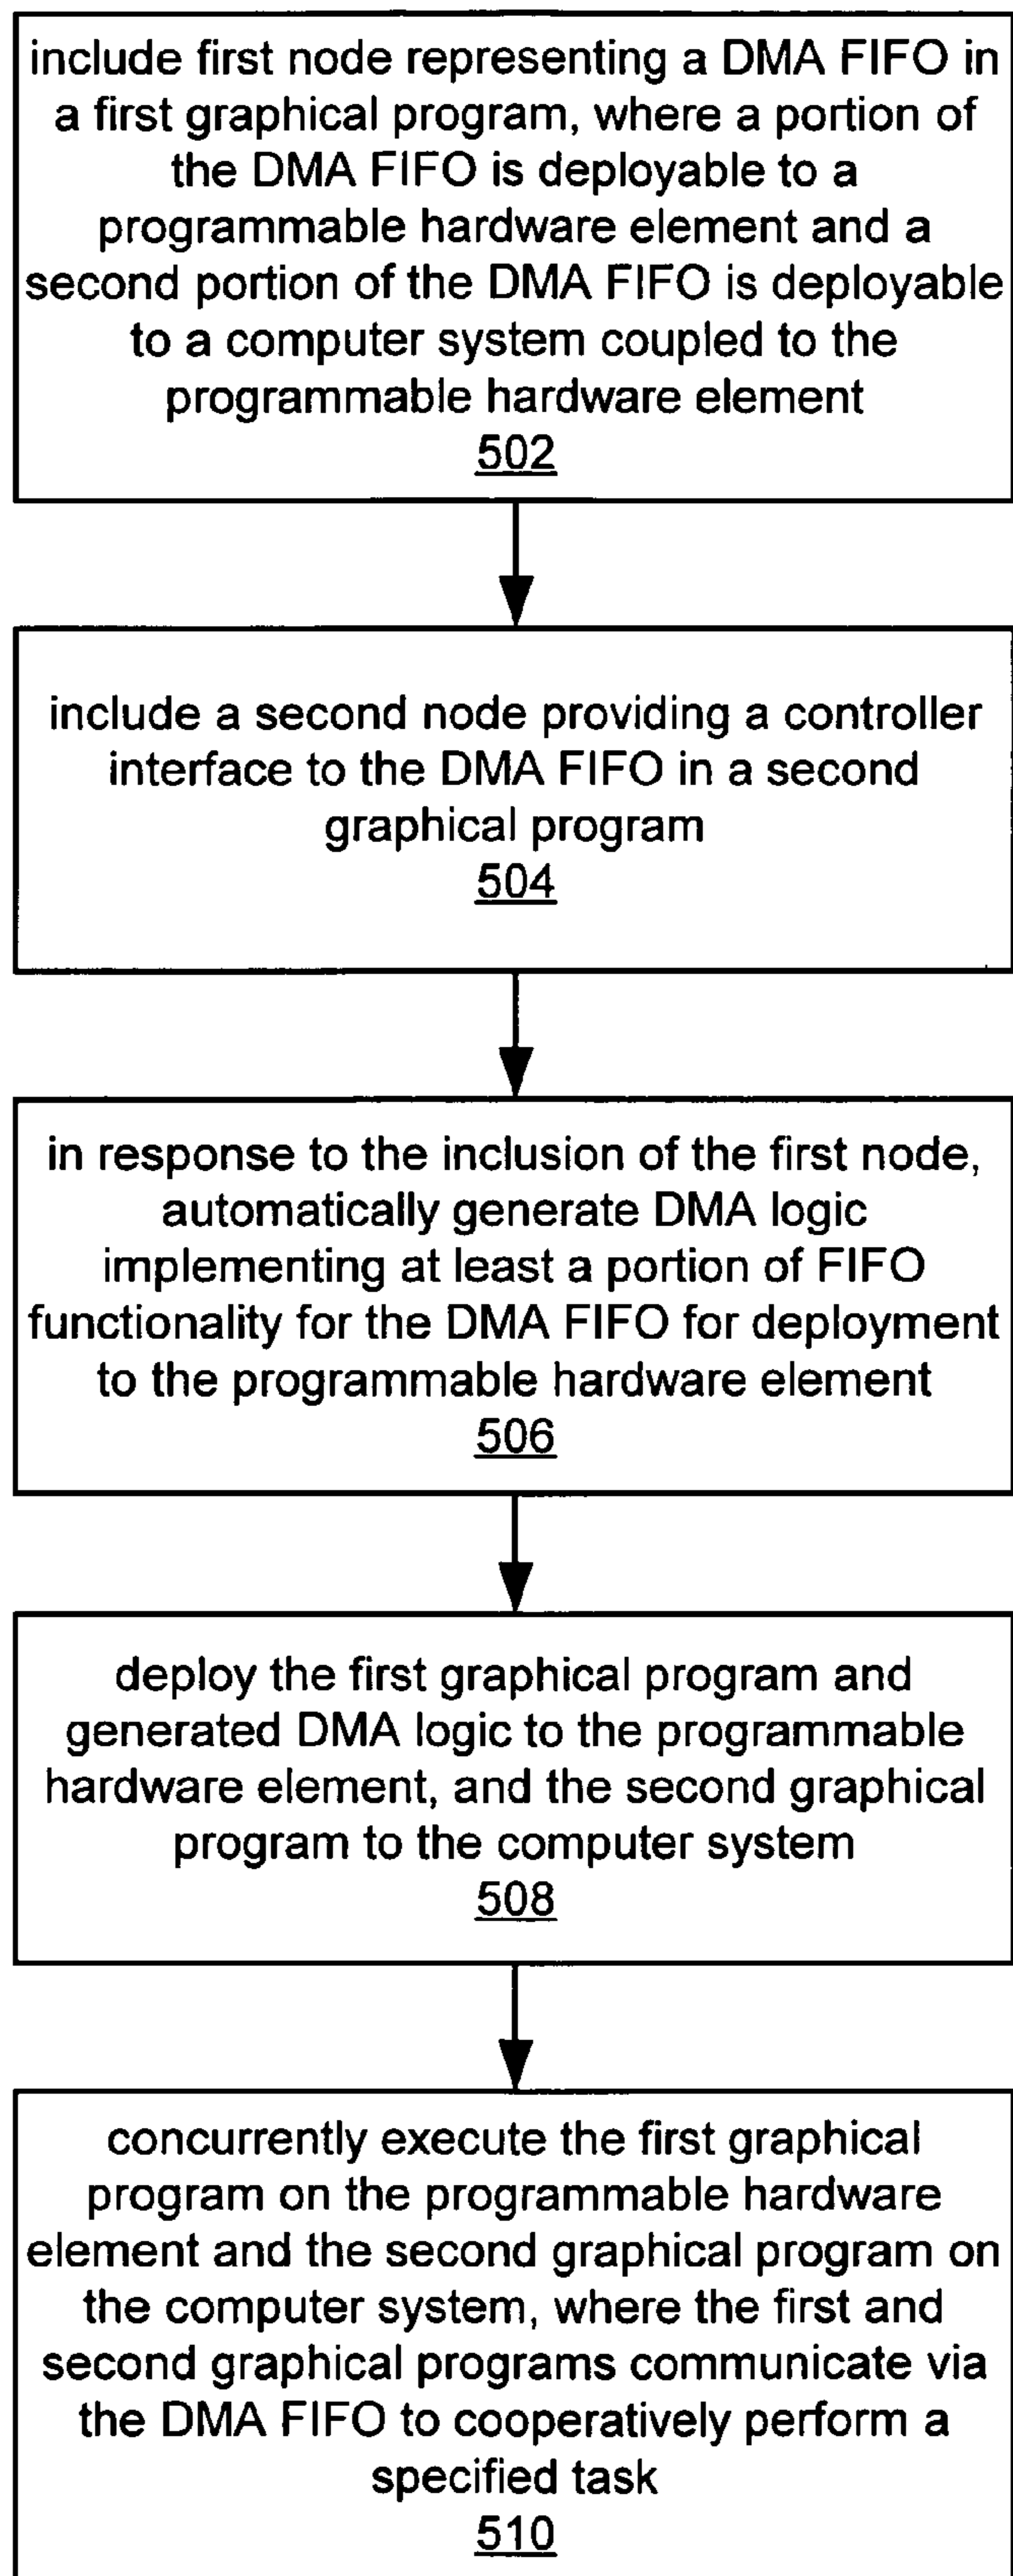 include first node representing a DMA FIFO in
a first graphical program, where a portion of
the DMA FIFO is deployable to a
programmable hardware element and a
second portion of the DMA FIFO is deployable
to a computer system coupled to the
programmable hardware element
502
include a second node providing a controller
interface to the DMA FIFO in a second
graphical program
504
in response to the inclusion of the first node,
automatically generate DMA logic
implementing at least a portion of FIFO
functionality for the DMA FIFO for deployment
to the programmable hardware element
506
deploy the first graphical program and
generated DMA logic to the programmable
hardware element, and the second graphical
program to the computer system
508
concurrently execute the first graphical
program on the programmable hardware
element and the second graphical program on
the computer system, where the first and
second graphical programs communicate via
the DMA FIFO to cooperatively perform a
specified task
510